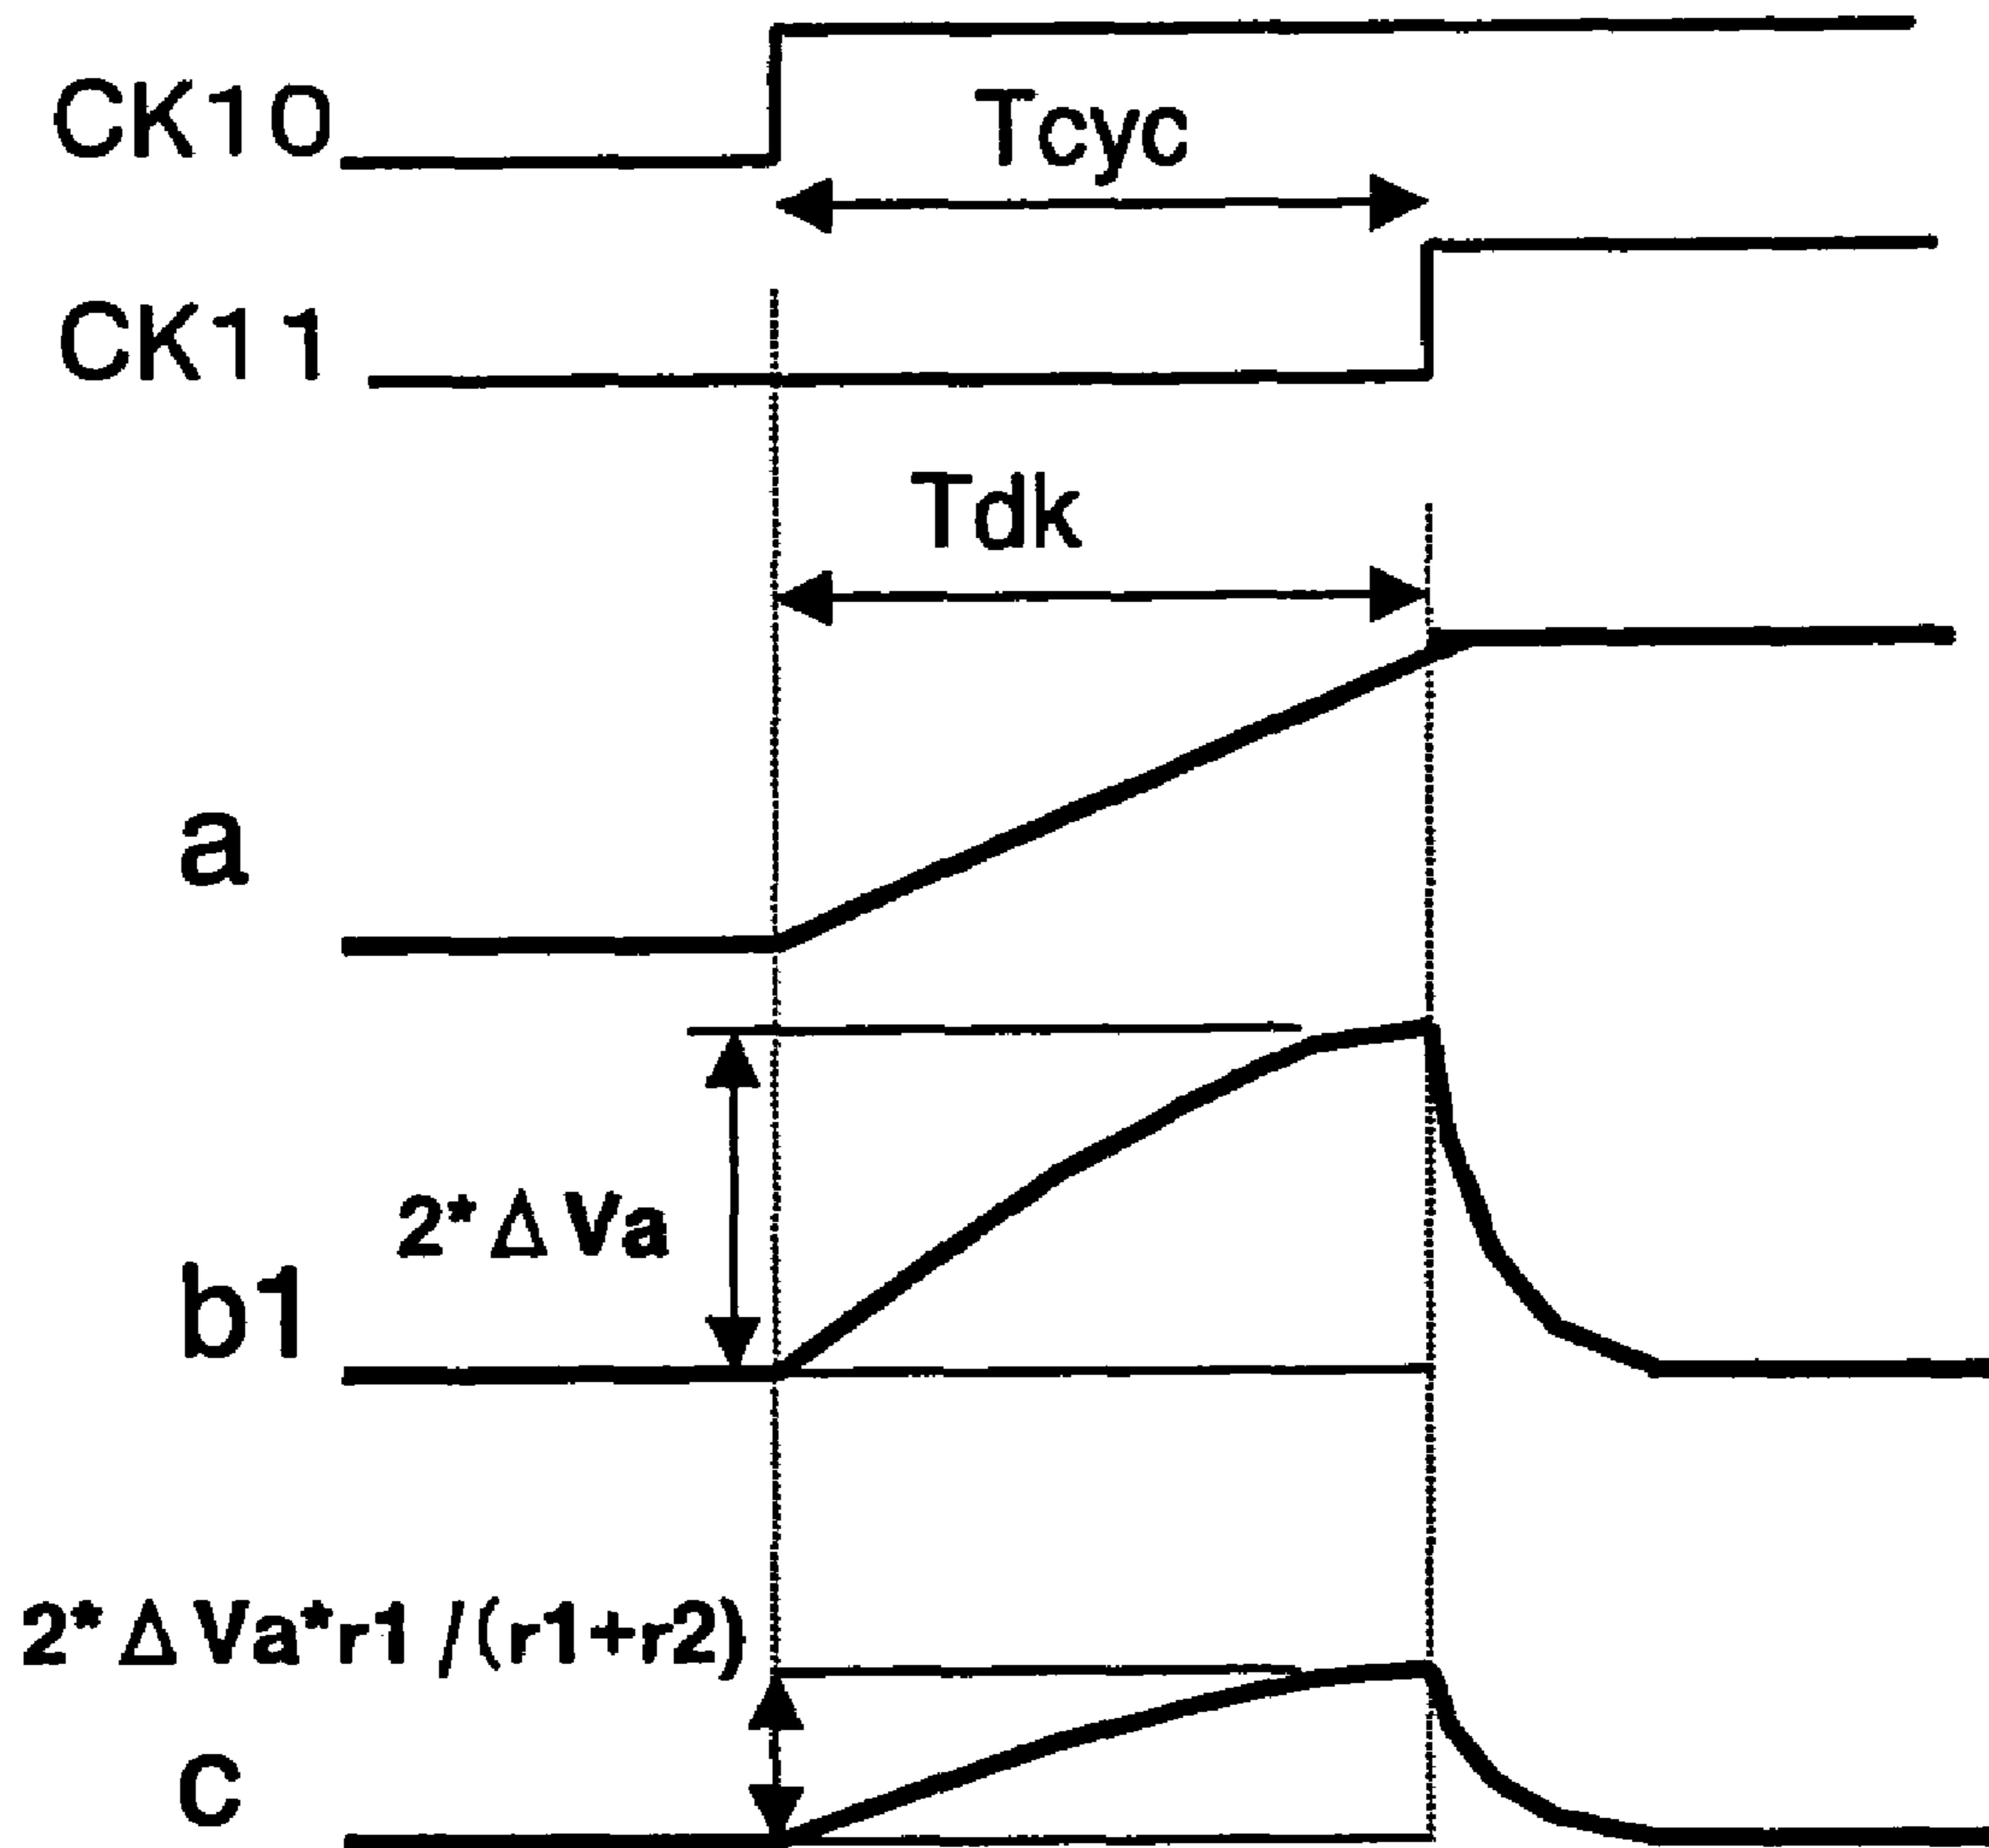 CK10
Tcyc
CK11
Tdk
a
2*ΔVa
b1
2*ΔVa*r1/(r1+r2)
C